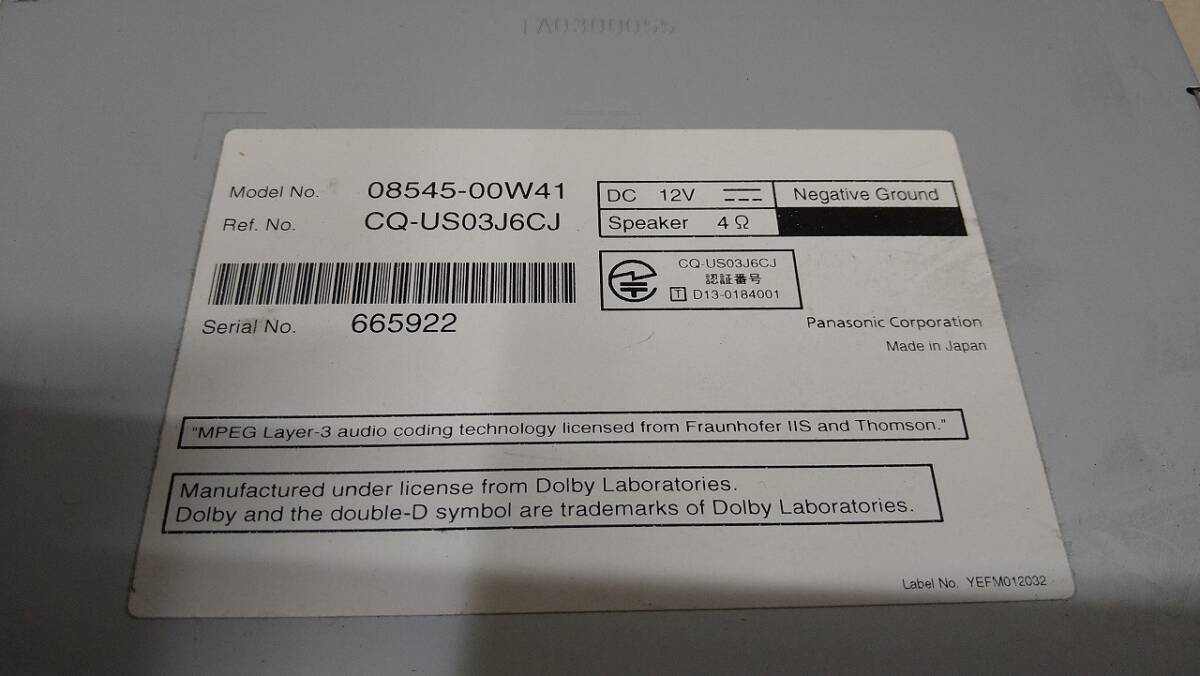 Model No. 08545-00W41
Ref. No. CQ-US03J6CJ
DC 12V Negative Ground
Speaker 4Ω
CQ-US03J6CJ
認証番号
T D13-0184001
Serial No. 665922
Panasonic Corporation
Made in Japan
"MPEG Layer-3 audio coding technology licensed from Fraunhofer IIS and Thomson."
Manufactured under license from Dolby Laboratories.
Dolby and the double-D symbol are trademarks of Dolby Laboratories.
Label No. YEFM012032